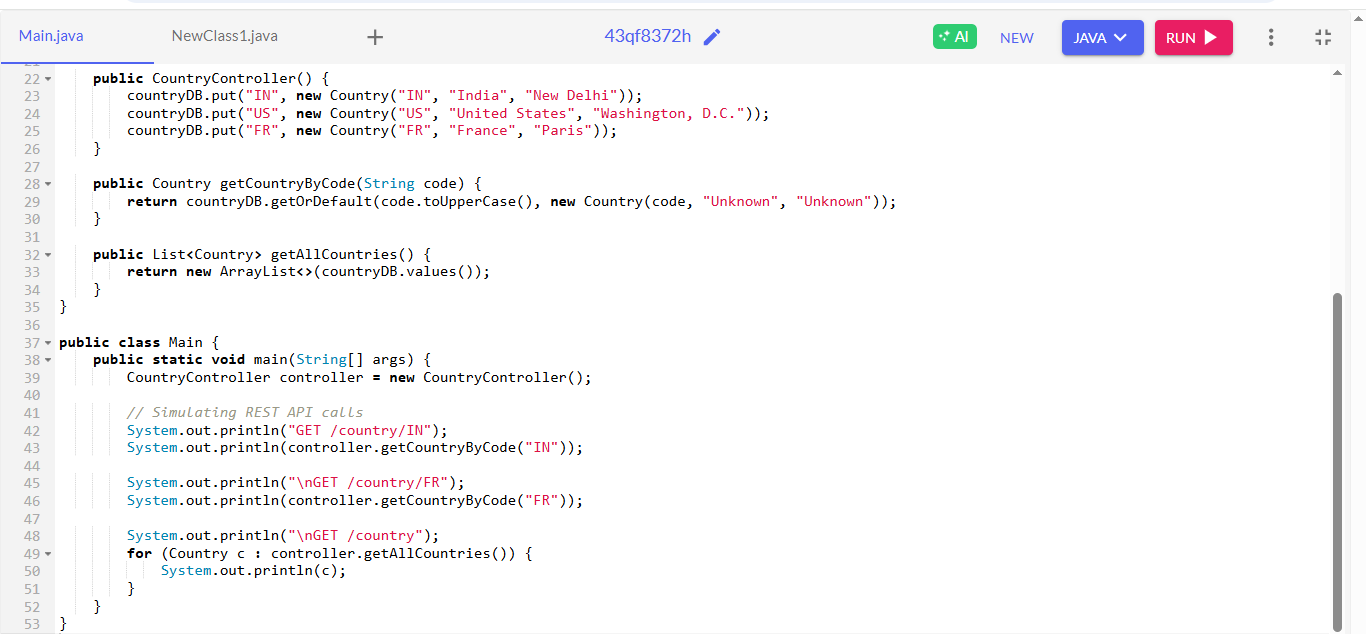 Main.java NewClass1.java + 43qf8372h AI NEW JAVA RUN
21
22 public CountryController() {
23 countryDB.put("IN", new Country("IN", "India", "New Delhi"));
24 countryDB.put("US", new Country("US", "United States", "Washington, D.C."));
25 countryDB.put("FR", new Country("FR", "France", "Paris"));
26 }
27
28 public Country getCountryByCode(String code) {
29 return countryDB.getOrDefault(code.toUpperCase(), new Country(code, "Unknown", "Unknown"));
30 }
31
32 public List<Country> getAllCountries() {
33 return new ArrayList<>(countryDB.values());
34 }
35 }
36
37 public class Main {
38 public static void main(String[] args) {
39 CountryController controller = new CountryController();
40
41 // Simulating REST API calls
42 System.out.println("GET /country/IN");
43 System.out.println(controller.getCountryByCode("IN"));
44
45 System.out.println("\nGET /country/FR");
46 System.out.println(controller.getCountryByCode("FR"));
47
48 System.out.println("\nGET /country");
49 for (Country c : controller.getAllCountries()) {
50 System.out.println(c);
51 }
52 }
53 }